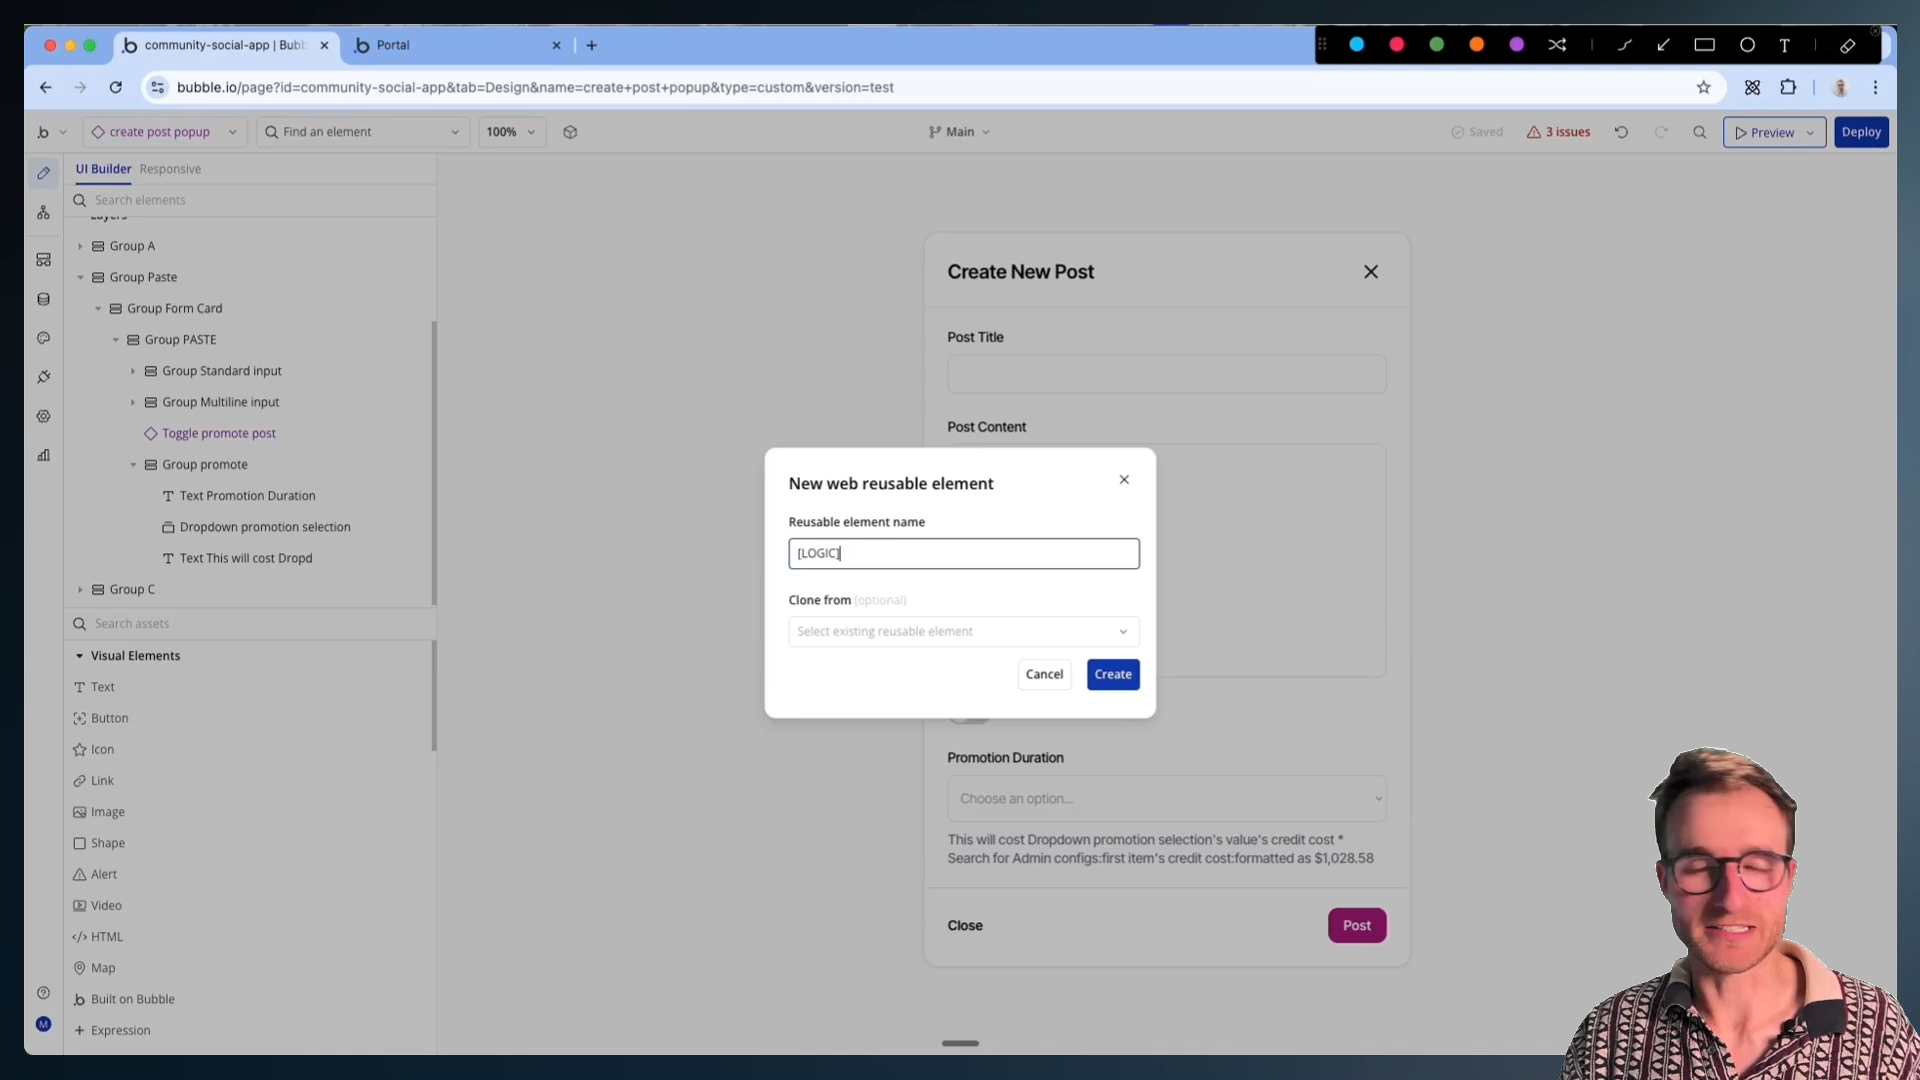 community-social-app | Bubb
Portal
T
bubble.io/page?id=community-social-app&tab=Design&name=create+post+popup&type=custom&version=test
create post popup
Find an element
100%
Main
Saved
3 issues
Preview
Deploy
UI Builder
Responsive
Search elements
Layers
Group A
Group Paste
Group Form Card
Group PASTE
Group Standard input
Group Multiline input
Toggle promote post
Group promote
Text Promotion Duration
Dropdown promotion selection
Text This will cost Dropd
Group C
Search assets
Visual Elements
Text
Button
Icon
Link
Image
Shape
Alert
Video
HTML
Map
Built on Bubble
Expression
M
Create New Post
Post Title
Post Content
New web reusable element
Reusable element name
[LOGIC]
Clone from (optional)
Select existing reusable element
Cancel
Create
Promotion Duration
Choose an option...
This will cost Dropdown promotion selection's value's credit cost *
Search for Admin configs:first item's credit cost:formatted as $1,028.58
Close
Post